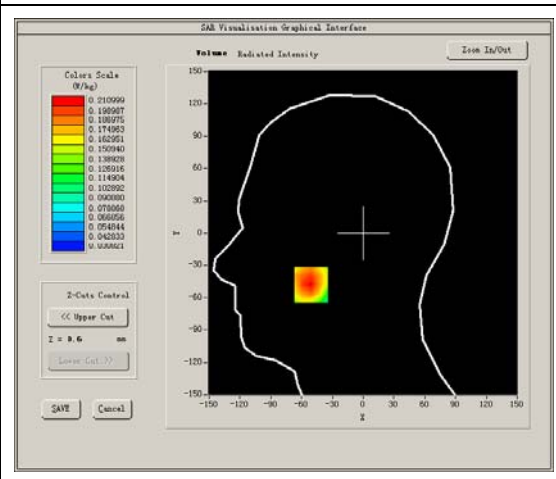 SAR Visualisation Graphical Interface
Volume Radiated Intensity
Zoom In/Out
Colors Scale
(W/kg)
0.210999
0.198987
0.186975
0.174963
0.162951
0.150940
0.138928
0.126916
0.114904
0.102892
0.090880
0.078868
0.066856
0.054844
0.042833
0.030821
Z-Cuts Control
<< Upper Cut
Z = 3.6 mm
Lower Cut >>
SAVE
Cancel
150
120
90
60
30
0
-30
-60
-90
-120
-150
Y
-150 -120 -90 -60 -30 0 30 60 90 120 150
X